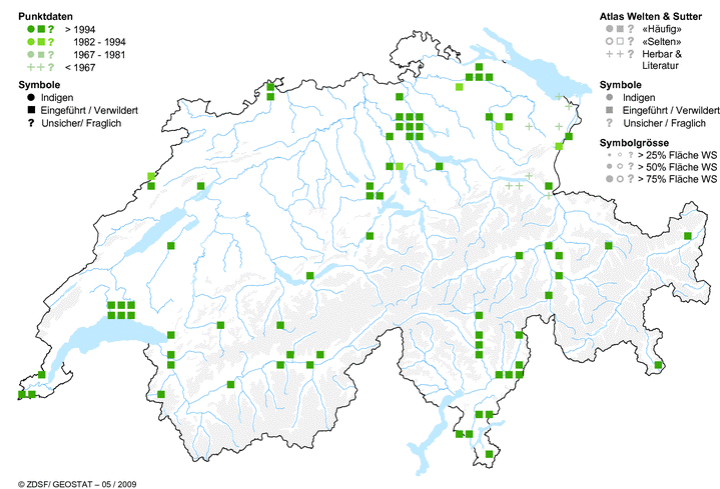 Punktdaten
? > 1994
? 1982 - 1994
? 1967 - 1981
++? < 1967
Symbole
Indigen
Eingeführt / Verwildert
? Unsicher/ Fraglich
Atlas Welten & Sutter
? «Häufig»
? «Selten»
++? Herbar &
Literatur
Symbole
Indigen
Eingeführt / Verwildert
? Unsicher/ Fraglich
Symbolgrösse
? > 25% Fläche WS
? > 50% Fläche WS
? > 75% Fläche WS
© ZDSF/ GEOSTAT – 05 / 2009